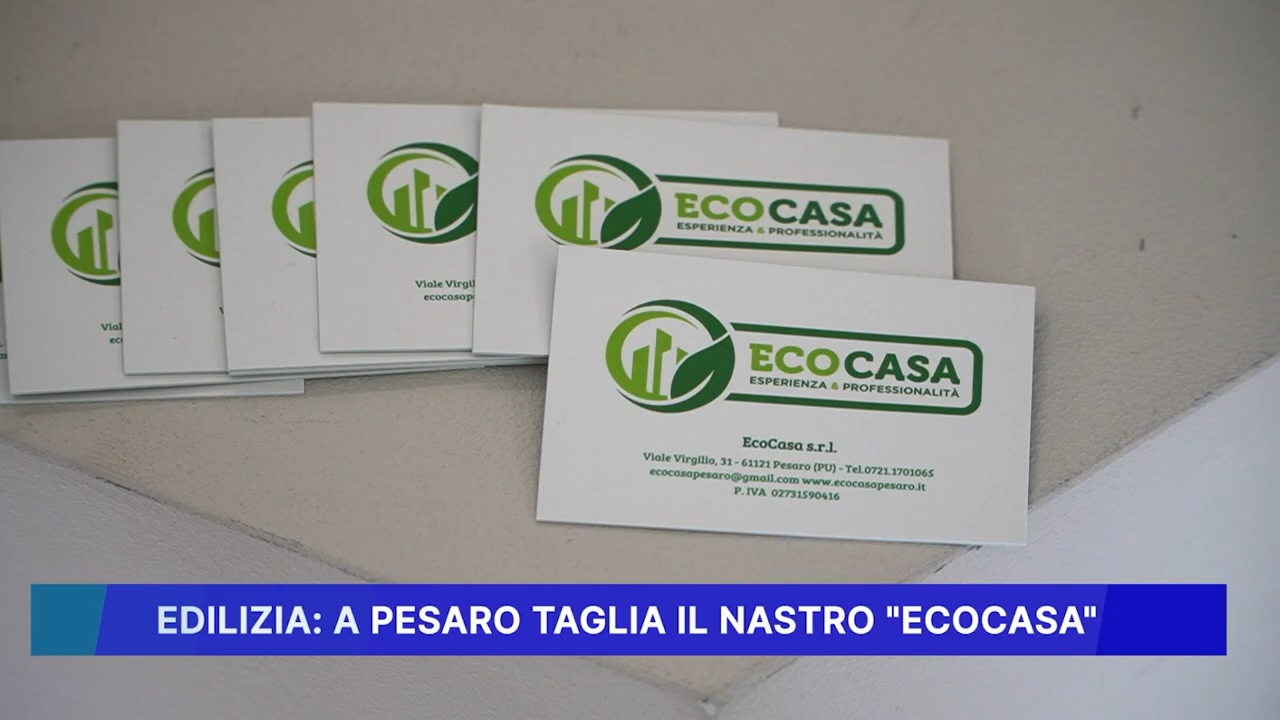 ECOCASA
ESPERIENZA & PROFESSIONALITÀ
Viale
ECOCASA
ESPERIENZA & PROFESSIONALITÀ
EcoCasa s.r.l.
Viale Virgilio, 31 - 61121 Pesaro (PU) - Tel.0721.1701065
ecocasapesaro@gmail.com www.ecocasapesaro.it
P. IVA 02731590416
EDILIZIA: A PESARO TAGLIA IL NASTRO "ECOCASA"